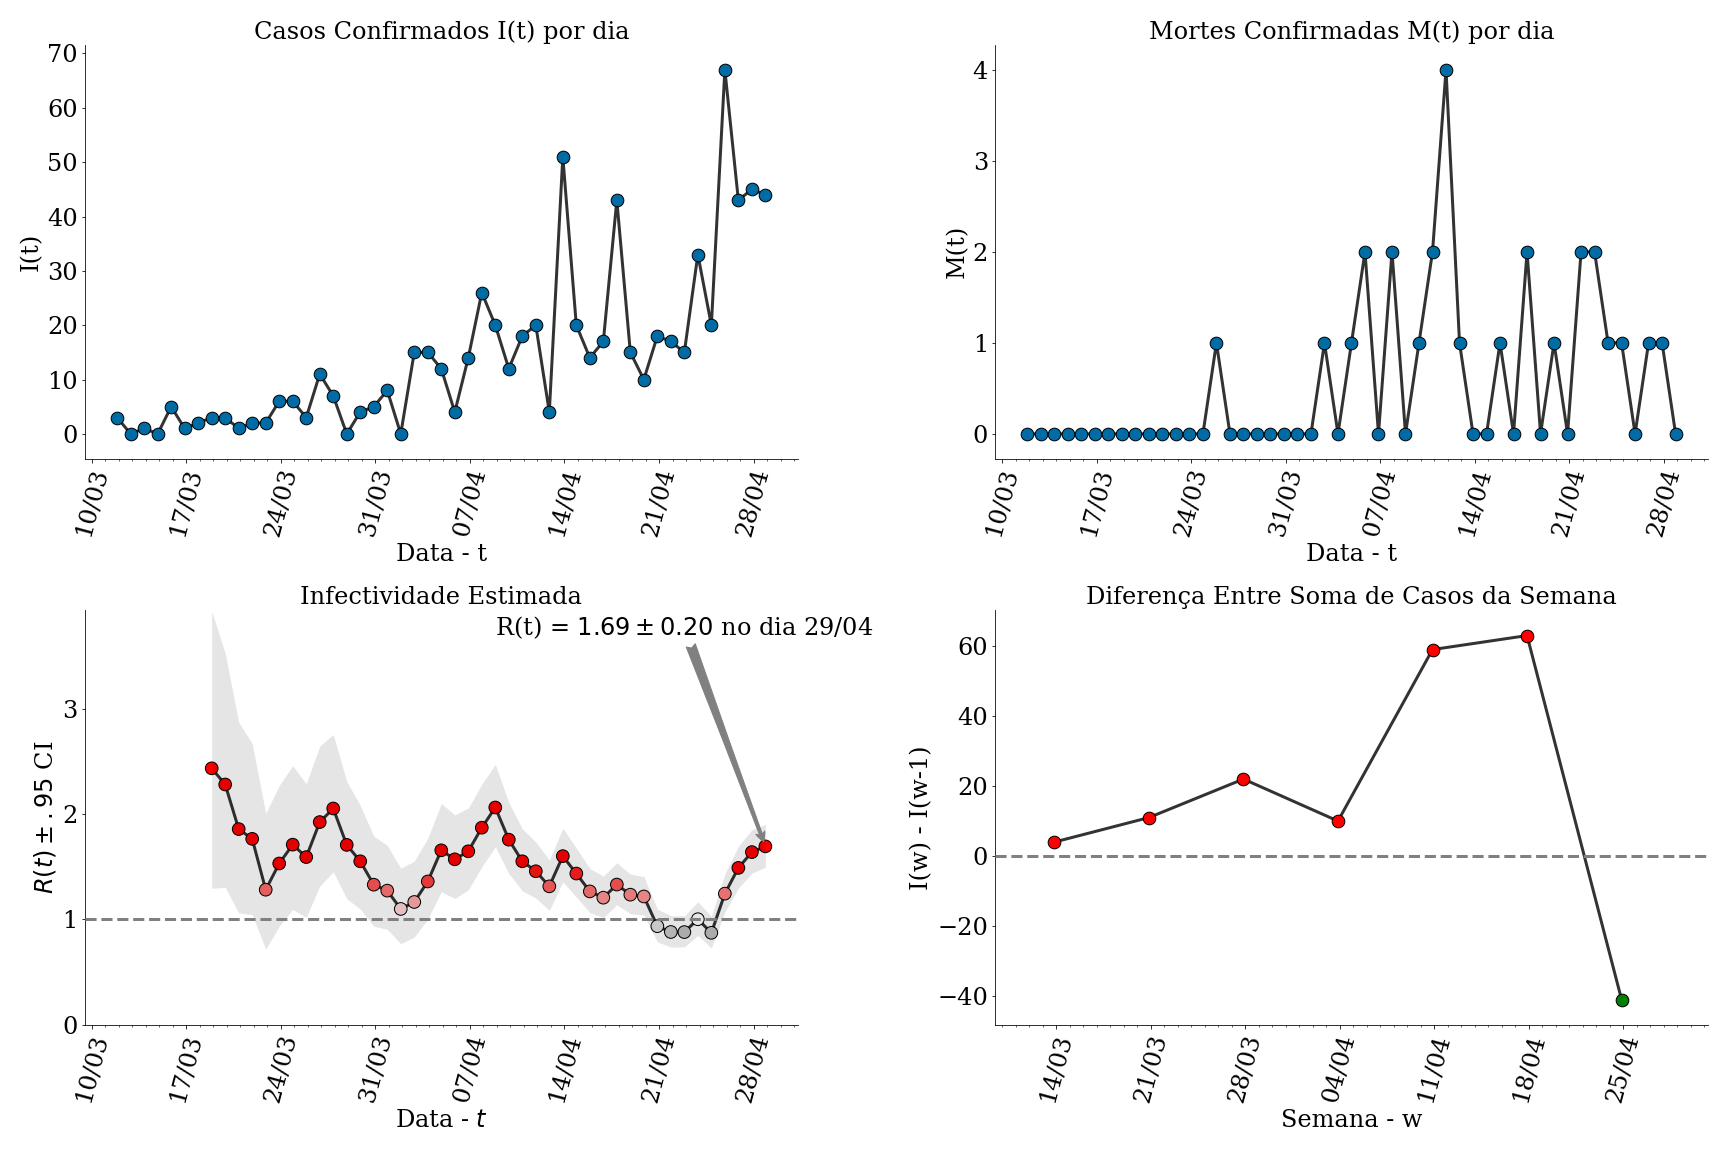 Casos Confirmados I(t) por dia
I(t)
70
60
50
40
30
20
10
0
10/03 17/03 24/03 31/03 07/04 14/04 21/04 28/04
Data - t
Mortes Confirmadas M(t) por dia
M(t)
4
3
2
1
0
10/03 17/03 24/03 31/03 07/04 14/04 21/04 28/04
Data - t
Infectividade Estimada
R(t) = 1.69 ± 0.20 no dia 29/04
R(t) ± .95 CI
3
2
1
0
10/03 17/03 24/03 31/03 07/04 14/04 21/04 28/04
Data - t
Diferença Entre Soma de Casos da Semana
I(w) - I(w-1)
60
40
20
0
−20
−40
14/03 21/03 28/03 04/04 11/04 18/04 25/04
Semana - w